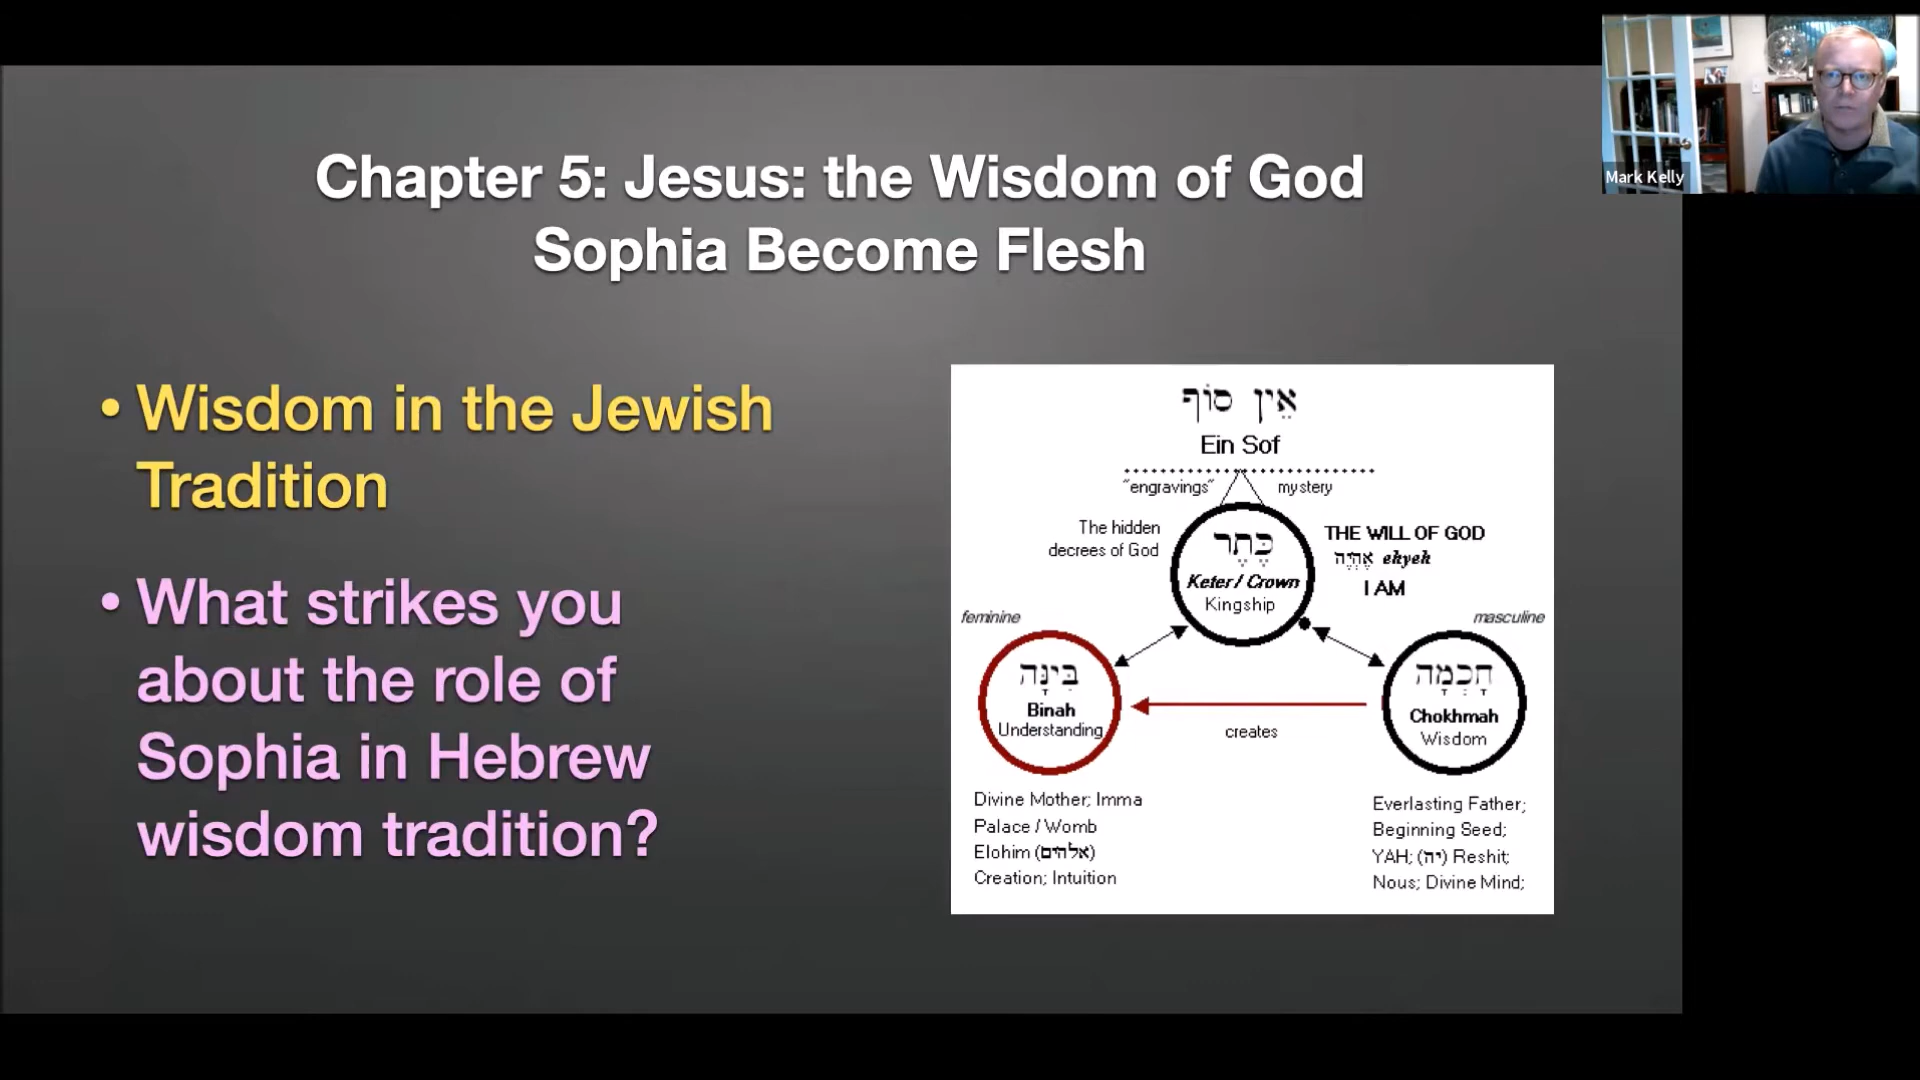 Mark Kelly
Chapter 5: Jesus: the Wisdom of God
Sophia Become Flesh
• Wisdom in the Jewish
Tradition
• What strikes you
about the role of
Sophia in Hebrew
wisdom tradition?
אֵין סוֹף
Ein Sof
"engravings" mystery
The hidden
decrees of God
כֶּתֶר
Keter / Crown
Kingship
THE WILL OF GOD
אֶהְיֶה ehyeh
I AM
feminine
masculine
בִּינָה
Binah
Understanding
חָכְמָה
Chokhmah
Wisdom
creates
Divine Mother; Imma
Palace / Womb
Elohim (אלהים)
Creation; Intuition
Everlasting Father;
Beginning Seed;
YAH; (יה) Reshit;
Nous; Divine Mind;